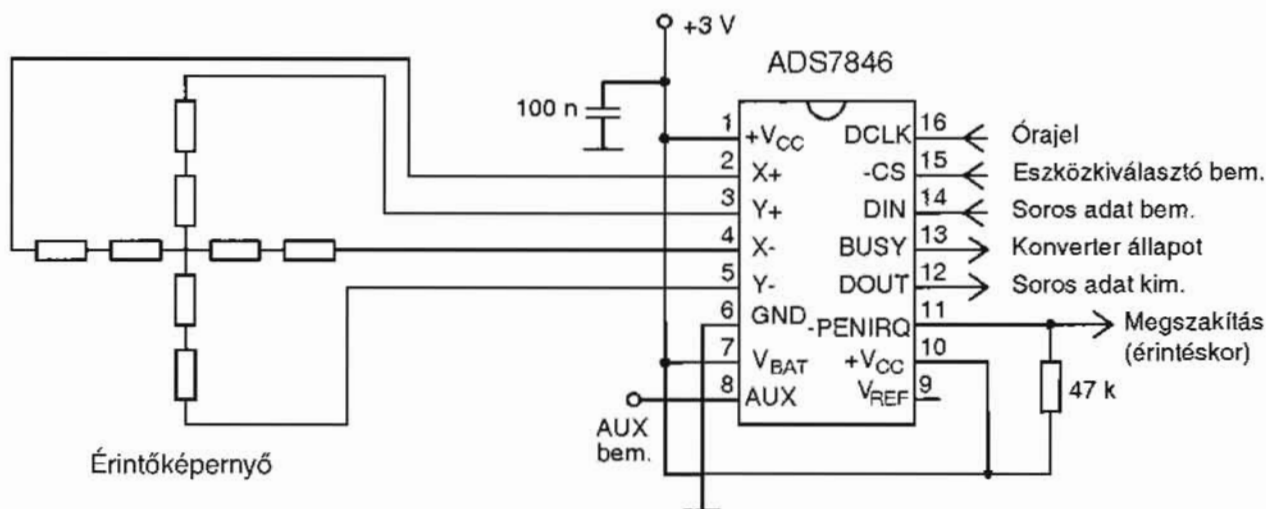 +3 V
ADS7846
100 n
1 +VCC DCLK 16 Órajel
2 X+ -CS 15 Eszközkiválasztó bem.
3 Y+ DIN 14 Soros adat bem.
4 X- BUSY 13 Konverter állapot
5 Y- DOUT 12 Soros adat kim.
6 GND -PENIRQ 11 Megszakítás
(érintéskor)
7 VBAT +VCC 10
8 AUX VREF 9
47 k
AUX
bem.
Érintőképernyő